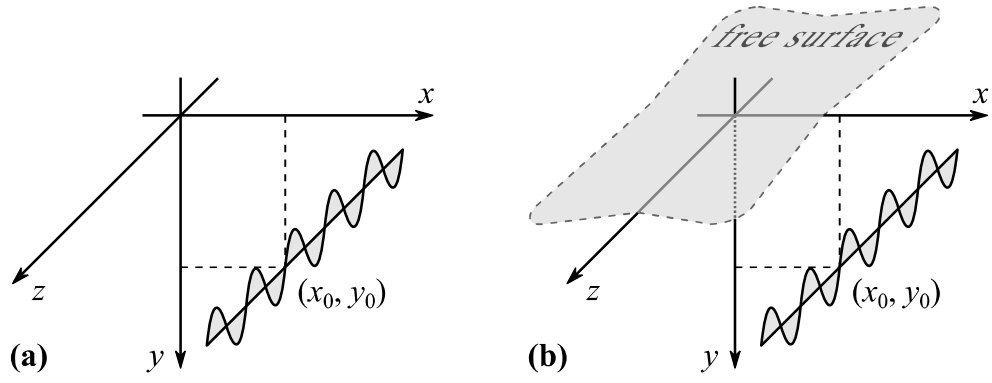 x
z
(x₀, y₀)
(a)
y
free surface
x
z
(x₀, y₀)
(b)
y